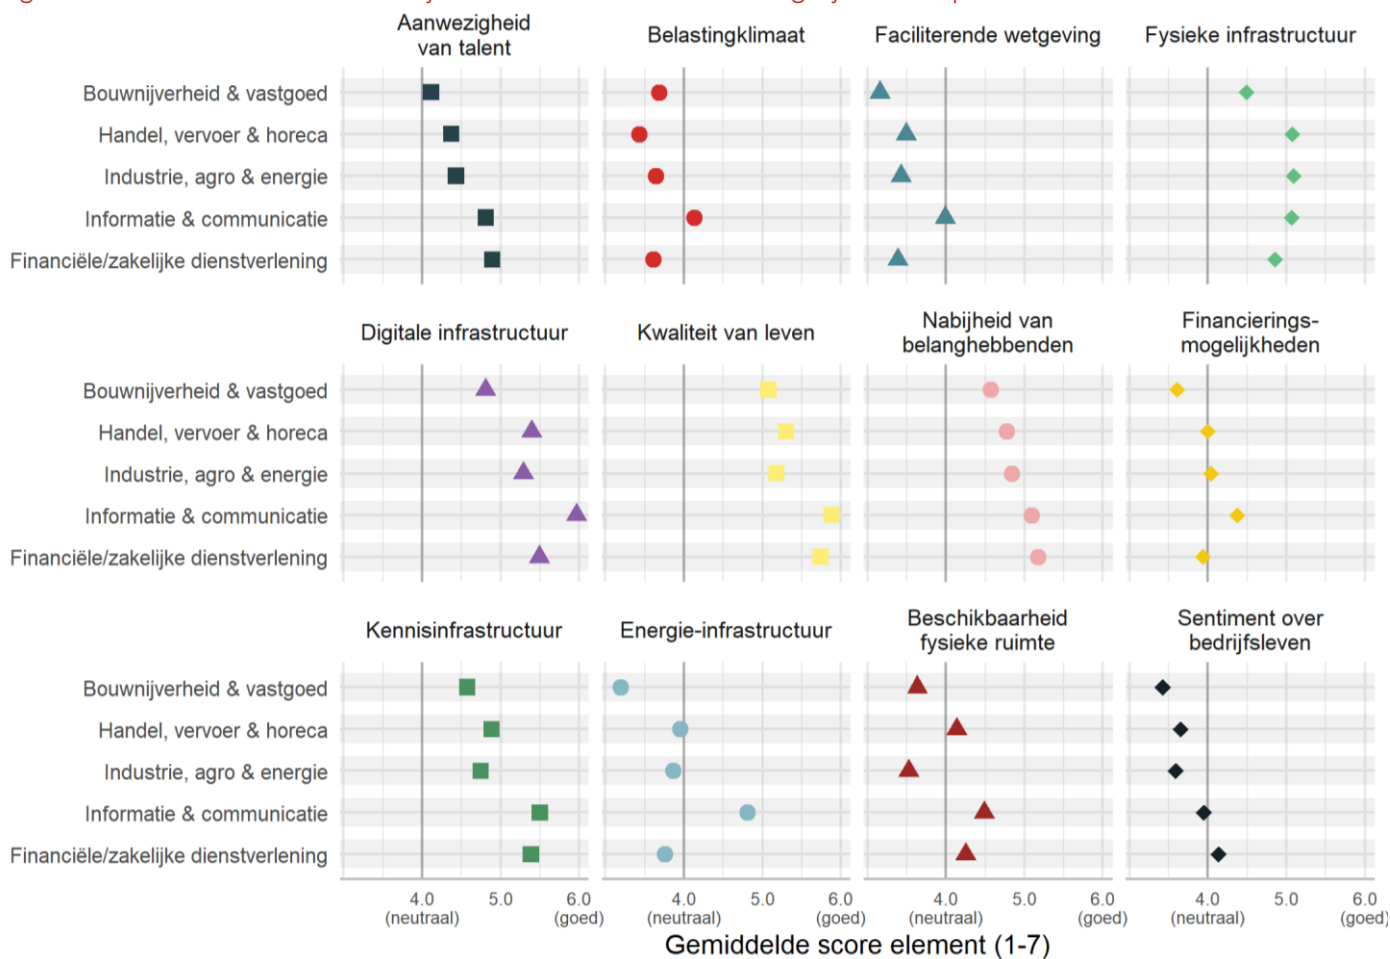 Aanwezigheid
van talent
Belastingklimaat
Faciliterende wetgeving
Fysieke infrastructuur
Bouwnijverheid & vastgoed
Handel, vervoer & horeca
Industrie, agro & energie
Informatie & communicatie
Financiële/zakelijke dienstverlening
Digitale infrastructuur
Kwaliteit van leven
Nabijheid van
belanghebbenden
Financierings-
mogelijkheden
Bouwnijverheid & vastgoed
Handel, vervoer & horeca
Industrie, agro & energie
Informatie & communicatie
Financiële/zakelijke dienstverlening
Kennisinfrastructuur
Energie-infrastructuur
Beschikbaarheid
fysieke ruimte
Sentiment over
bedrijfsleven
Bouwnijverheid & vastgoed
Handel, vervoer & horeca
Industrie, agro & energie
Informatie & communicatie
Financiële/zakelijke dienstverlening
4.0 5.0 6.0 4.0 5.0 6.0 4.0 5.0 6.0 4.0 5.0 6.0
(neutraal) (goed) (neutraal) (goed) (neutraal) (goed) (neutraal) (goed)
Gemiddelde score element (1-7)